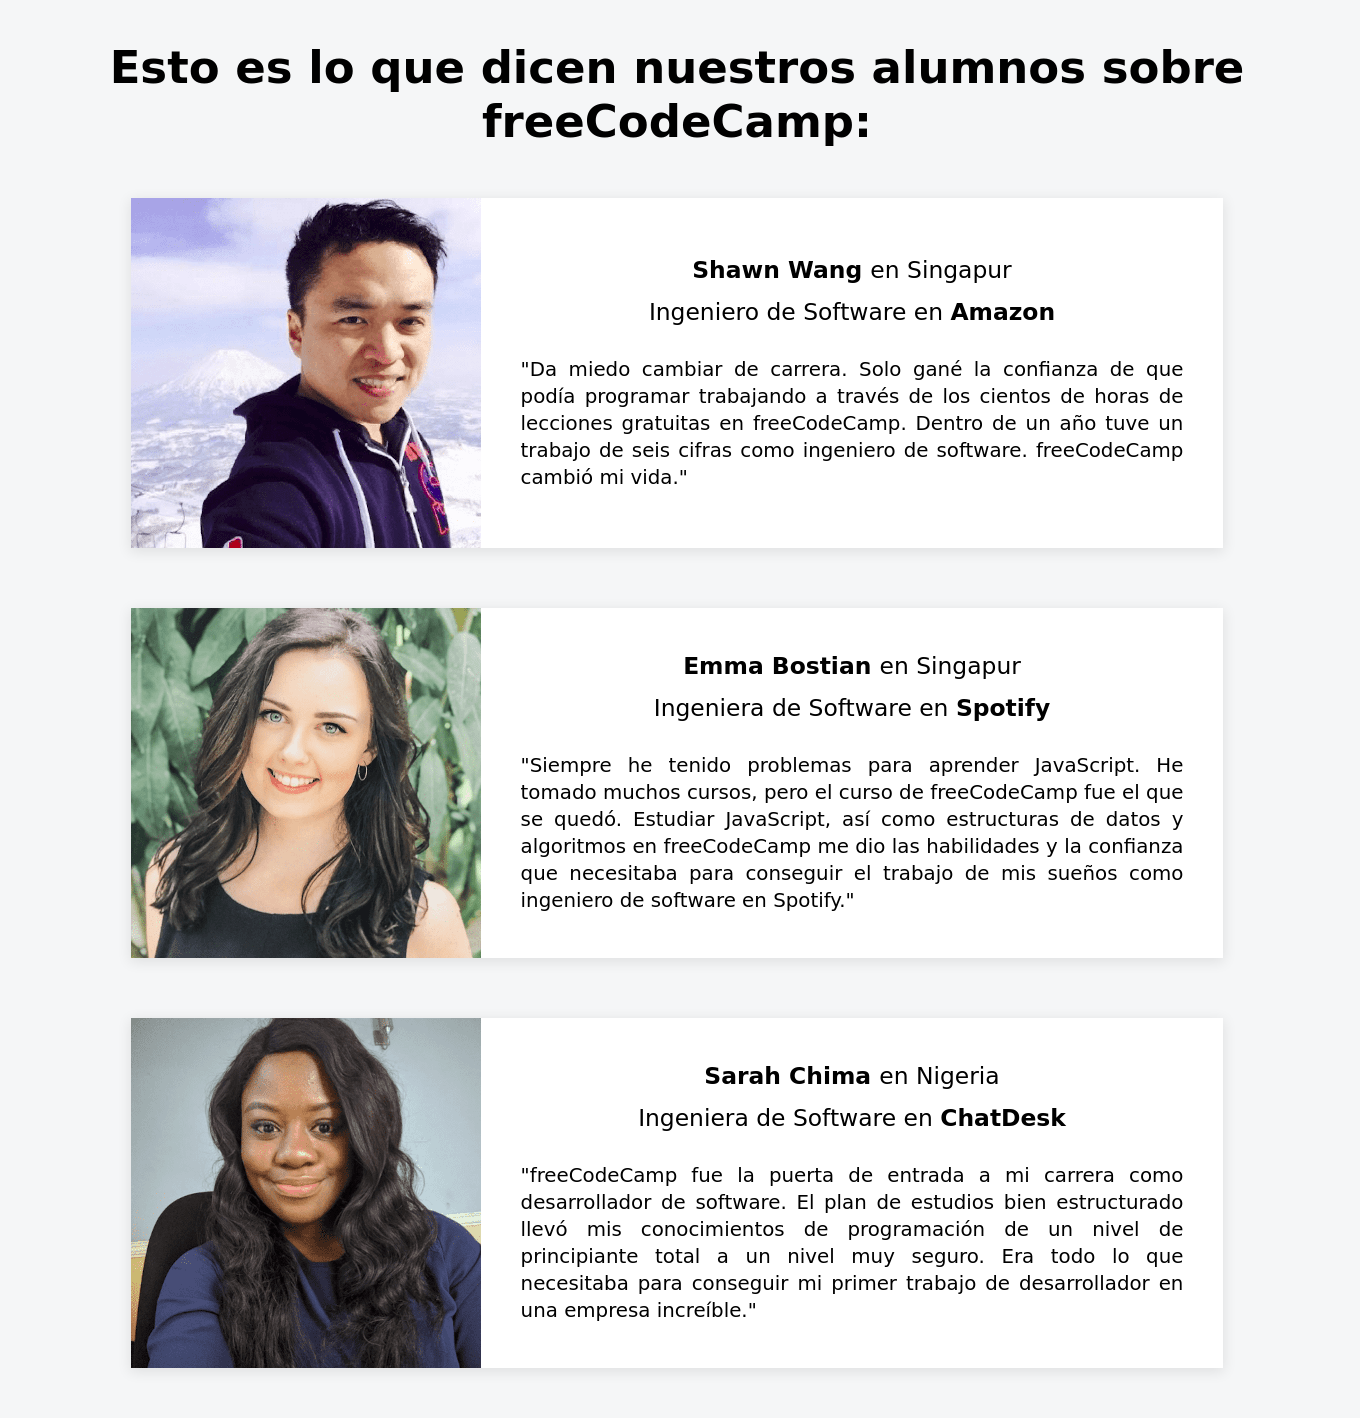 Esto es lo que dicen nuestros alumnos sobre
freeCodeCamp:
Shawn Wang en Singapur
Ingeniero de Software en Amazon
"Da miedo cambiar de carrera. Solo gané la confianza de que
podía programar trabajando a través de los cientos de horas de
lecciones gratuitas en freeCodeCamp. Dentro de un año tuve un
trabajo de seis cifras como ingeniero de software. freeCodeCamp
cambió mi vida."
Emma Bostian en Singapur
Ingeniera de Software en Spotify
"Siempre he tenido problemas para aprender JavaScript. He
tomado muchos cursos, pero el curso de freeCodeCamp fue el que
se quedó. Estudiar JavaScript, así como estructuras de datos y
algoritmos en freeCodeCamp me dio las habilidades y la confianza
que necesitaba para conseguir el trabajo de mis sueños como
ingeniero de software en Spotify."
Sarah Chima en Nigeria
Ingeniera de Software en ChatDesk
"freeCodeCamp fue la puerta de entrada a mi carrera como
desarrollador de software. El plan de estudios bien estructurado
llevó mis conocimientos de programación de un nivel de
principiante total a un nivel muy seguro. Era todo lo que
necesitaba para conseguir mi primer trabajo de desarrollador en
una empresa increíble."